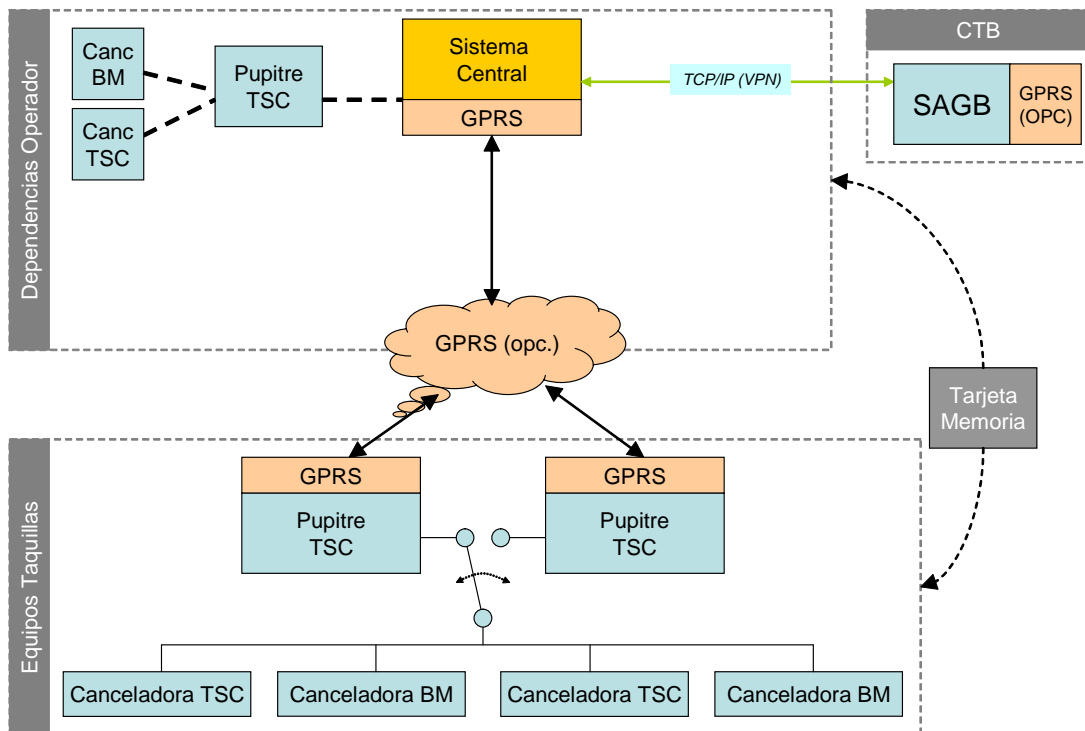 Dependencias Operador
Canc
BM
Canc
TSC
Pupitre
TSC
Sistema
Central
GPRS
TCP/IP (VPN)
CTB
SAGB
GPRS
(OPC)
GPRS (opc.)
Tarjeta
Memoria
Equipos Taquillas
GPRS
Pupitre
TSC
GPRS
Pupitre
TSC
Canceladora TSC
Canceladora BM
Canceladora TSC
Canceladora BM